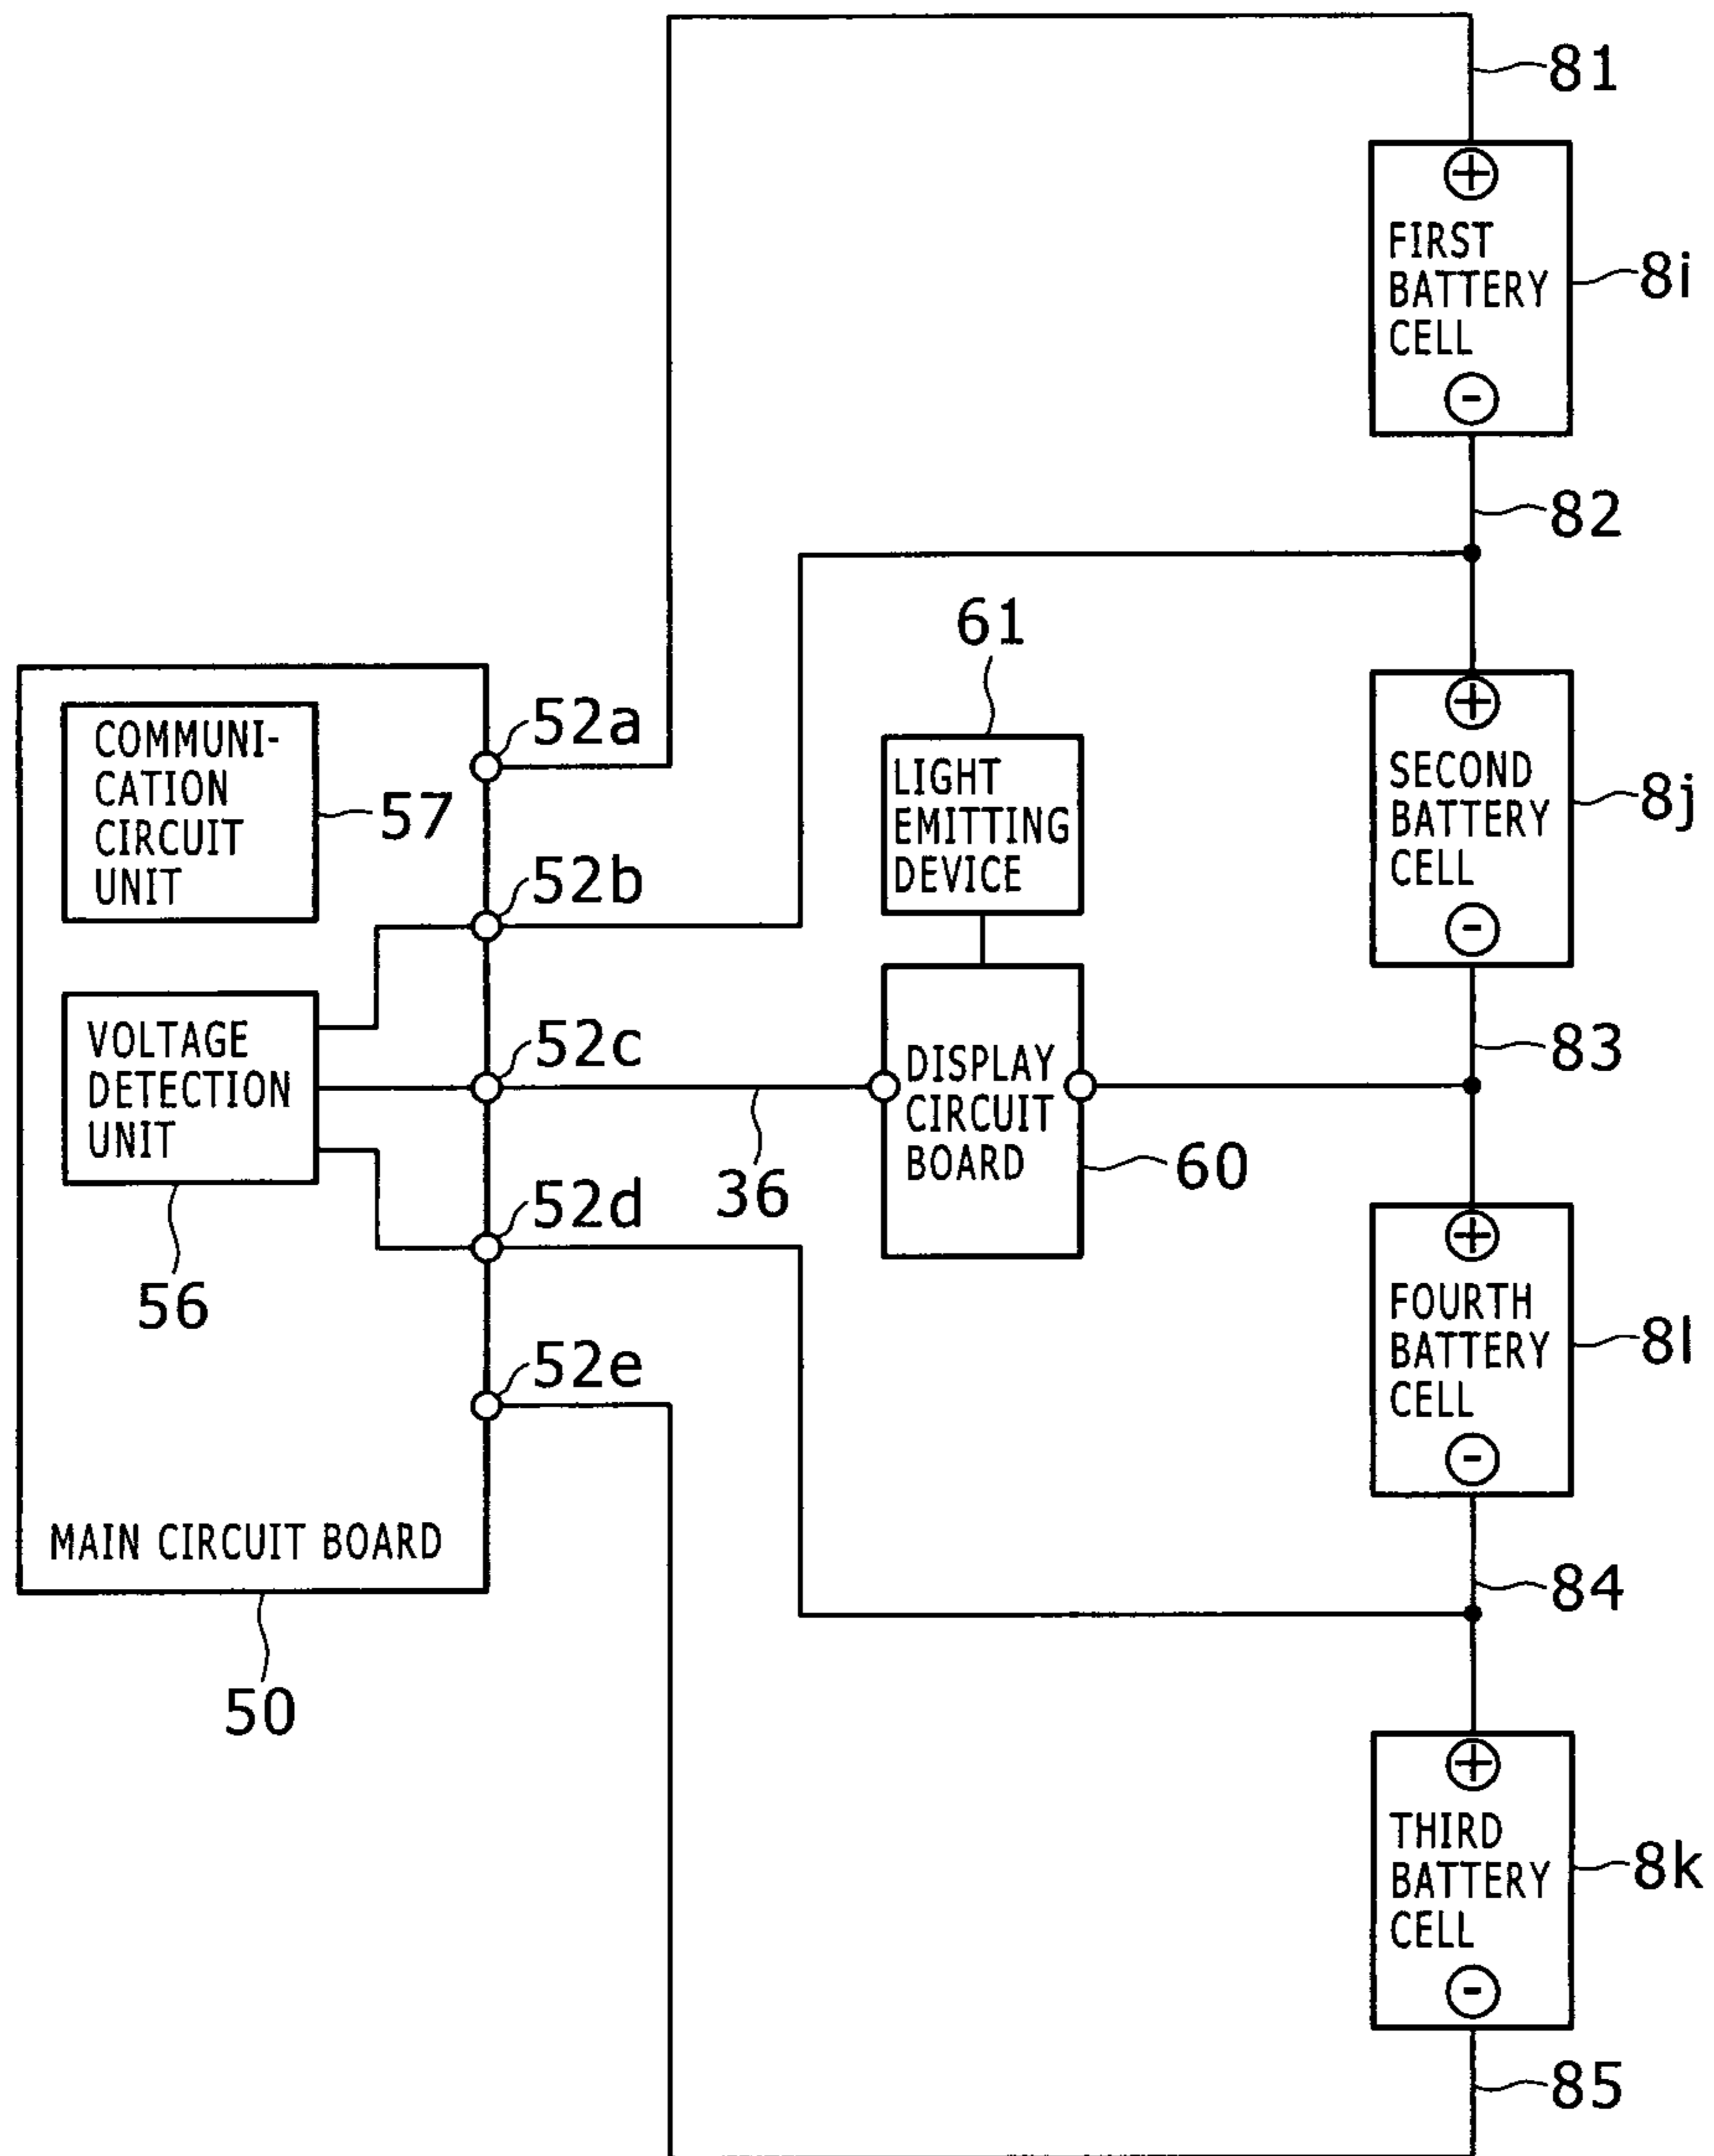 81
FIRST
BATTERY
CELL
8i
82
61
COMMUNI-
CATION
CIRCUIT
UNIT
57
52a
52b
LIGHT
EMITTING
DEVICE
SECOND
BATTERY
CELL
8j
VOLTAGE
DETECTION
UNIT
56
52c
36
DISPLAY
CIRCUIT
BOARD
60
83
52d
52e
FOURTH
BATTERY
CELL
8l
MAIN CIRCUIT BOARD
50
84
THIRD
BATTERY
CELL
8k
85